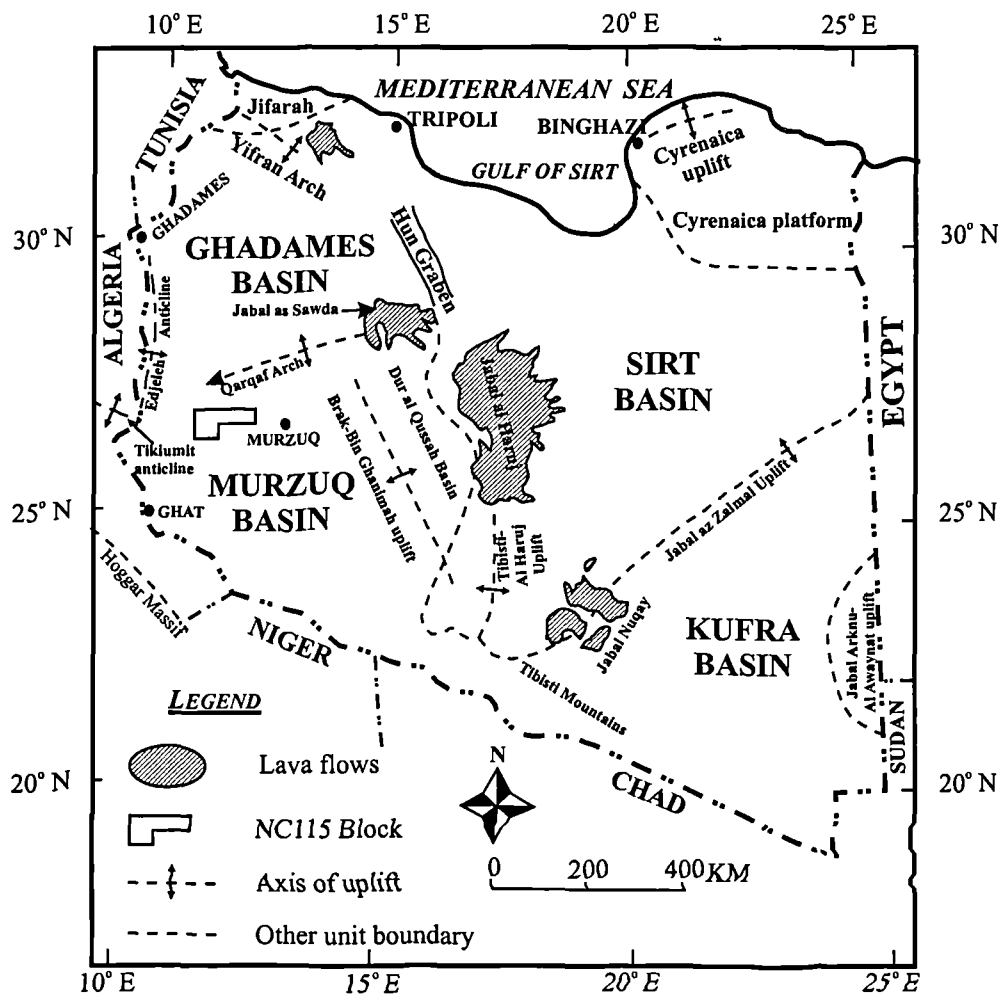 10° E
15° E
20° E
25° E
MEDITERRANEAN SEA
TUNISIA
Jifarah
TRIPOLI
BINGHAZI
Yifran Arch
Cyrenaica
uplift
GULF OF SIRT
GHADAMES
Cyrenaica platform
30° N
30° N
GHADAMES
BASIN
Hun Graben
ALGERIA
Edjeleh Anticline
Jabal as Sawda
EGYPT
SIRT
BASIN
Jabal al Haruj
Qarqaf Arch
Dur al Qussah Basin
Brak-Bin Ghanimah uplift
MURZUQ
Tikiumit
anticline
MURZUQ
BASIN
Jabal az Zalmal Uplift
25° N
GHAT
25° N
Tibisti-
Al Haruj
Uplift
Hoggar Massif
Jabal Nuqay
KUFRA
BASIN
Jabal Arknu-
Al Awaynat uplift
NIGER
Tibisti Mountains
LEGEND
SUDAN
N
Lava flows
20° N
20° N
CHAD
NC115 Block
0 200 400 KM
Axis of uplift
Other unit boundary
10° E
15° E
20° E
25° E